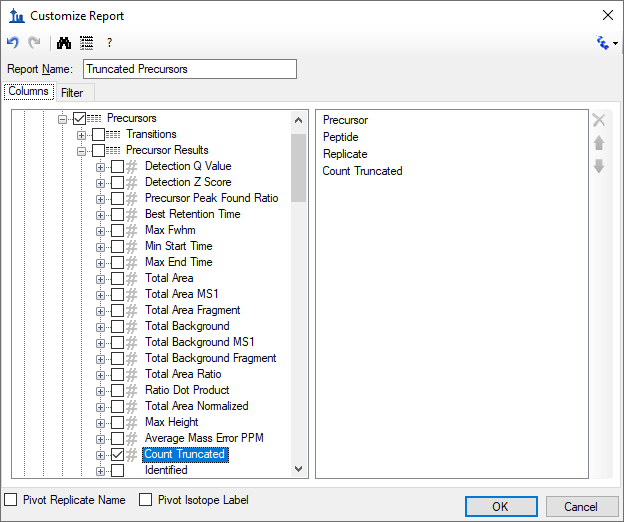 Customize Report
?
Report Name: Truncated Precursors
Columns Filter
Precursors
Transitions
Precursor Results
# Detection Q Value
# Detection Z Score
# Precursor Peak Found Ratio
# Best Retention Time
# Max Fwhm
# Min Start Time
# Max End Time
# Total Area
# Total Area MS1
# Total Area Fragment
# Total Background
# Total Background MS1
# Total Background Fragment
# Total Area Ratio
# Ratio Dot Product
# Total Area Normalized
# Max Height
# Average Mass Error PPM
# Count Truncated
Identified
Precursor
Peptide
Replicate
Count Truncated
Pivot Replicate Name Pivot Isotope Label
OK Cancel